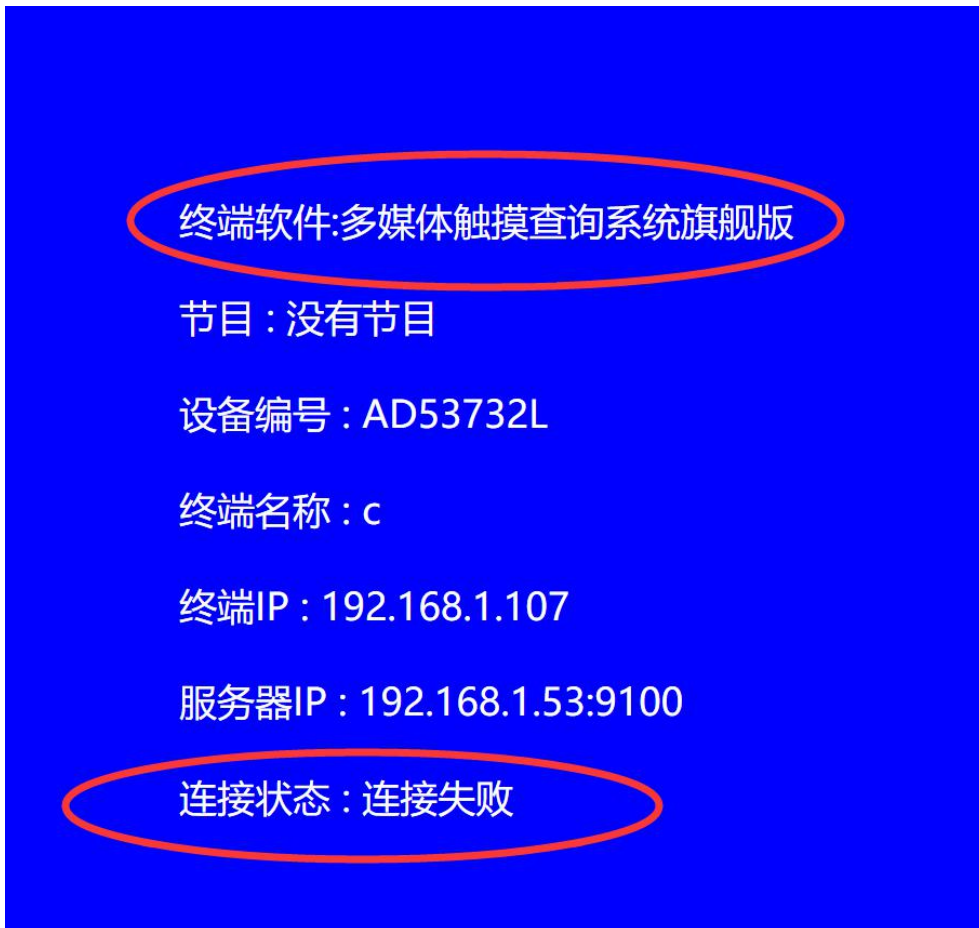 终端软件:多媒体触摸查询系统旗舰版
节目 : 没有节目
设备编号 : AD53732L
终端名称 : c
终端IP : 192.168.1.107
服务器IP : 192.168.1.53:9100
连接状态 : 连接失败